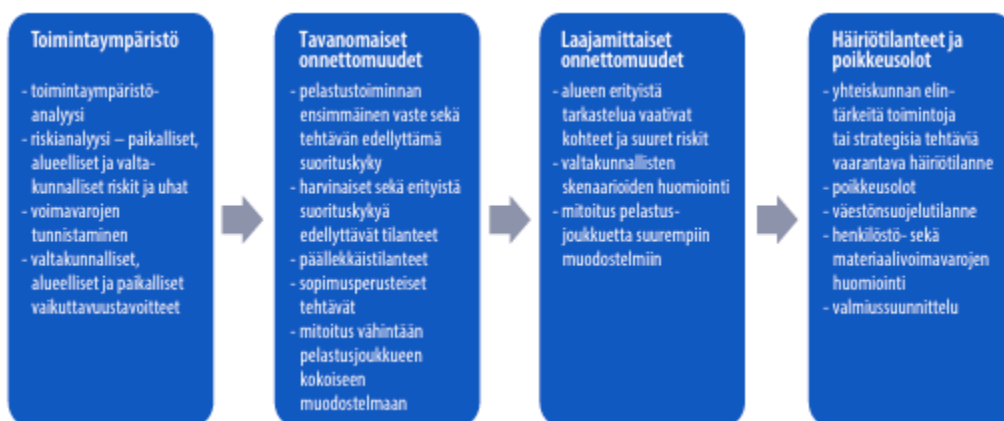 Toimintaympäristö
- toimintaympäristö-
analyysi
- riskianalyysi – paikalliset,
alueelliset ja valta-
kunnalliset riskit ja uhat
- voimavarojen
tunnistaminen
- valtakunnalliset,
alueelliset ja paikalliset
vaikuttavuustavoitteet
Tavanomaiset
onnettomuudet
- pelastustoiminnan
ensimmäinen vaste sekä
tehtävän edellyttämä
suorituskyky
- harvinaiset sekä erityistä
suorituskykyä
edellyttävät tilanteet
- päällekkäistilanteet
- sopimusperusteiset
tehtävät
- mitoitus vähintään
pelastusjoukkueen
kokoiseen
muodostelmaan
Laajamittaiset
onnettomuudet
- alueen erityistä
tarkastelua vaativat
kohteet ja suuret riskit
- valtakunnallisten
skenaarioiden huomiointi
- mitoitus pelastus-
joukkuetta suurempiin
muodostelmiin
Häiriötilanteet ja
poikkeusolot
- yhteiskunnan elin-
tärkeitä toimintoja
tai strategisia tehtäviä
vaarantava häiriötilanne
- poikkeusolot
- väestönsuojelutilanne
- henkilöstö- sekä
materiaalivoimavarojen
huomiointi
- valmiussuunnittelu